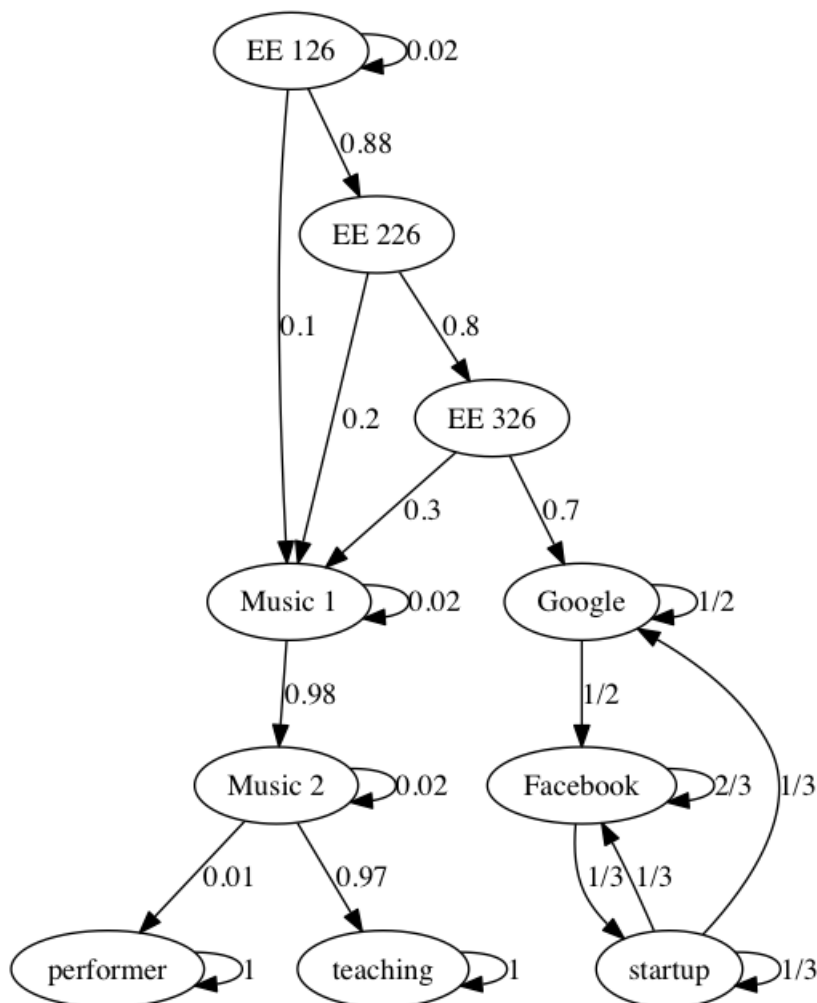 EE 126
0.02
0.88
EE 226
0.1
0.8
0.2
EE 326
0.3
0.7
Music 1
0.02
Google
1/2
0.98
1/2
Music 2
0.02
Facebook
2/3
1/3
0.01
0.97
1/3
1/3
performer
1
teaching
1
startup
1/3